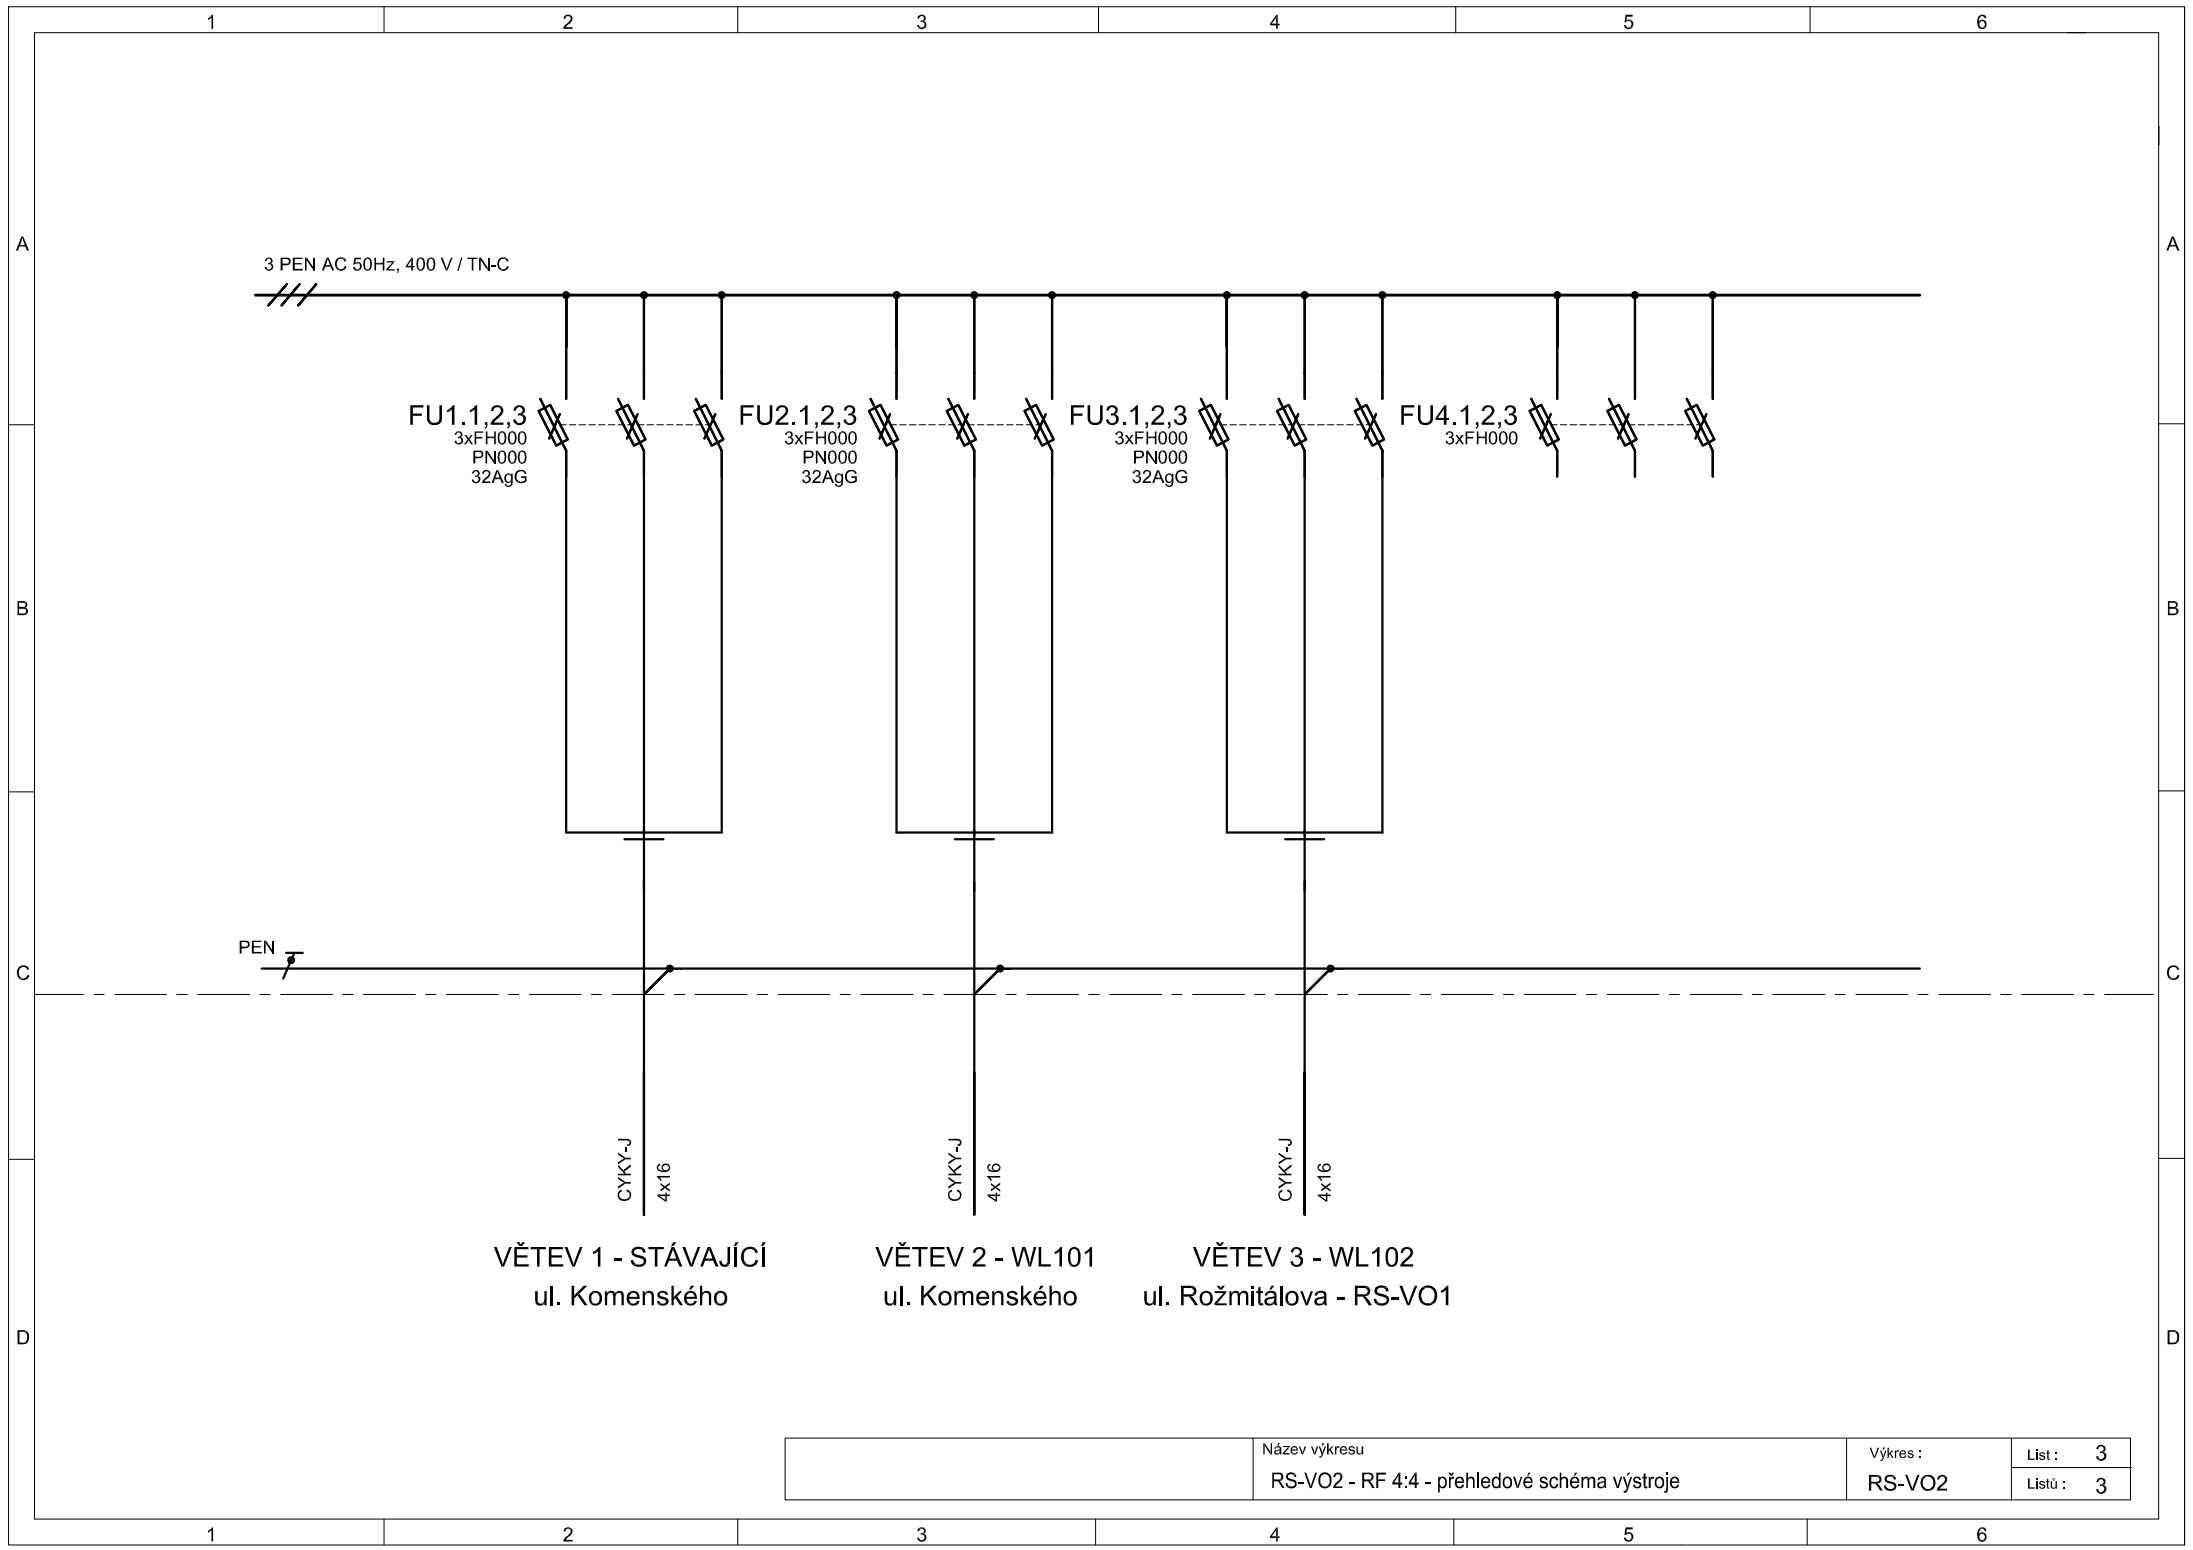 1 2 3 4 5 6
A A
3 PEN AC 50Hz, 400 V / TN-C
FU1.1,2,3
3xFH000
PN000
32AgG
FU2.1,2,3
3xFH000
PN000
32AgG
FU3.1,2,3
3xFH000
PN000
32AgG
FU4.1,2,3
3xFH000
B B
PEN
C C
CYKY-J
4x16
CYKY-J
4x16
CYKY-J
4x16
VĚTEV 1 - STÁVAJÍCÍ
ul. Komenského
VĚTEV 2 - WL101
ul. Komenského
VĚTEV 3 - WL102
ul. Rožmitálova - RS-VO1
D D
Název výkresu
RS-VO2 - RF 4:4 - přehledové schéma výstroje
Výkres :
RS-VO2
List : 3
Listů : 3
1 2 3 4 5 6